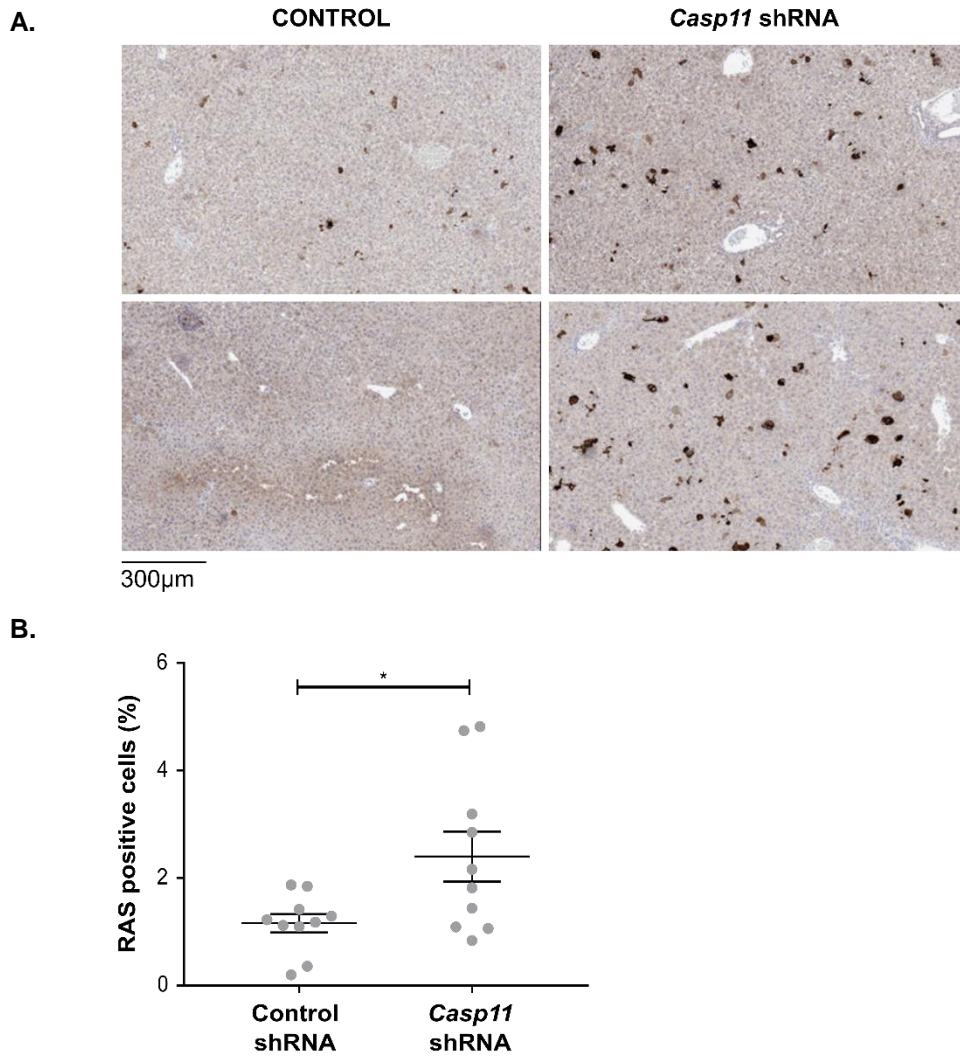 A.
CONTROL
Casp11 shRNA
300µm
B.
RAS positive cells (%)
6
4
2
0
*
Control
shRNA
Casp11
shRNA